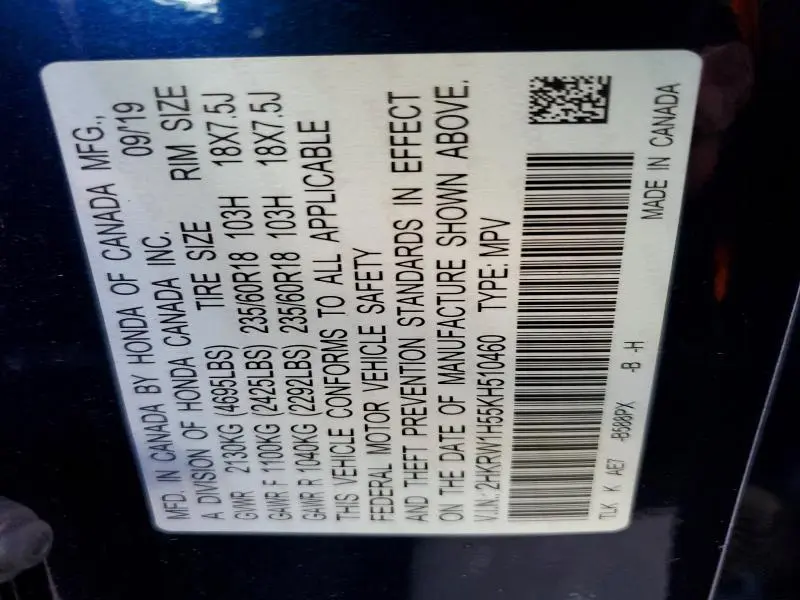 MFD. IN CANADA BY HONDA OF CANADA MFG.,
A DIVISION OF HONDA CANADA INC. 09/'19
GVWR 2130KG (4695LBS) TIRE SIZE RIM SIZE
GAWR F 1100KG (2425LBS) 235/60R18 103H 18X7.5J
GAWR R 1040KG (2292LBS) 235/60R18 103H 18X7.5J
THIS VEHICLE CONFORMS TO ALL APPLICABLE
FEDERAL MOTOR VEHICLE SAFETY
AND THEFT PREVENTION STANDARDS IN EFFECT
ON THE DATE OF MANUFACTURE SHOWN ABOVE.
V.I.N.: 2HKRW1H55KH510460 TYPE: MPV
TLK K AE7 -B588PX -B -H MADE IN CANADA